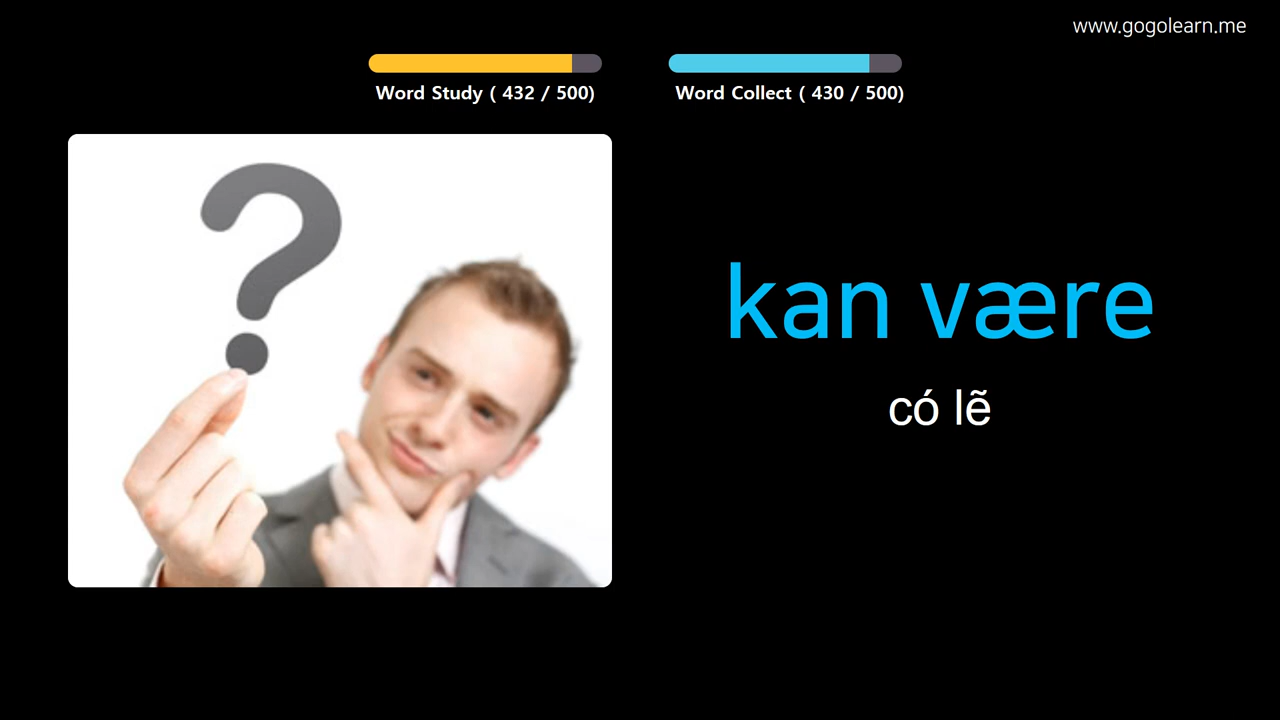 www.gogolearn.me
Word Study ( 432 / 500)
Word Collect ( 430 / 500)
?
kan være
có lẽ